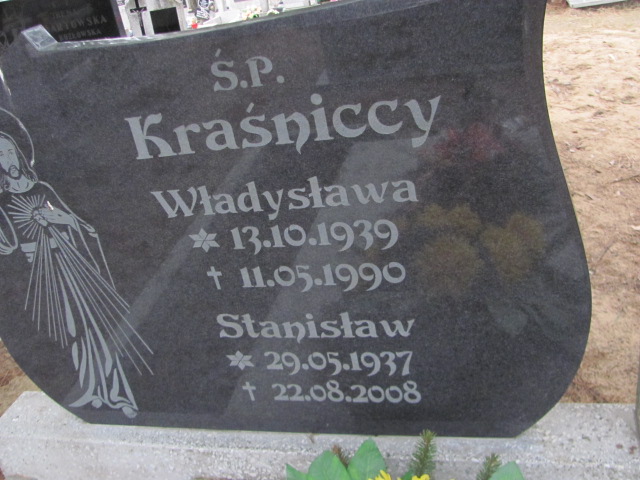 Ś.P.
Kraśniccy
Władysława
* 13.10.1939
† 11.05.1990
Stanisław
* 29.05.1937
† 22.08.2008